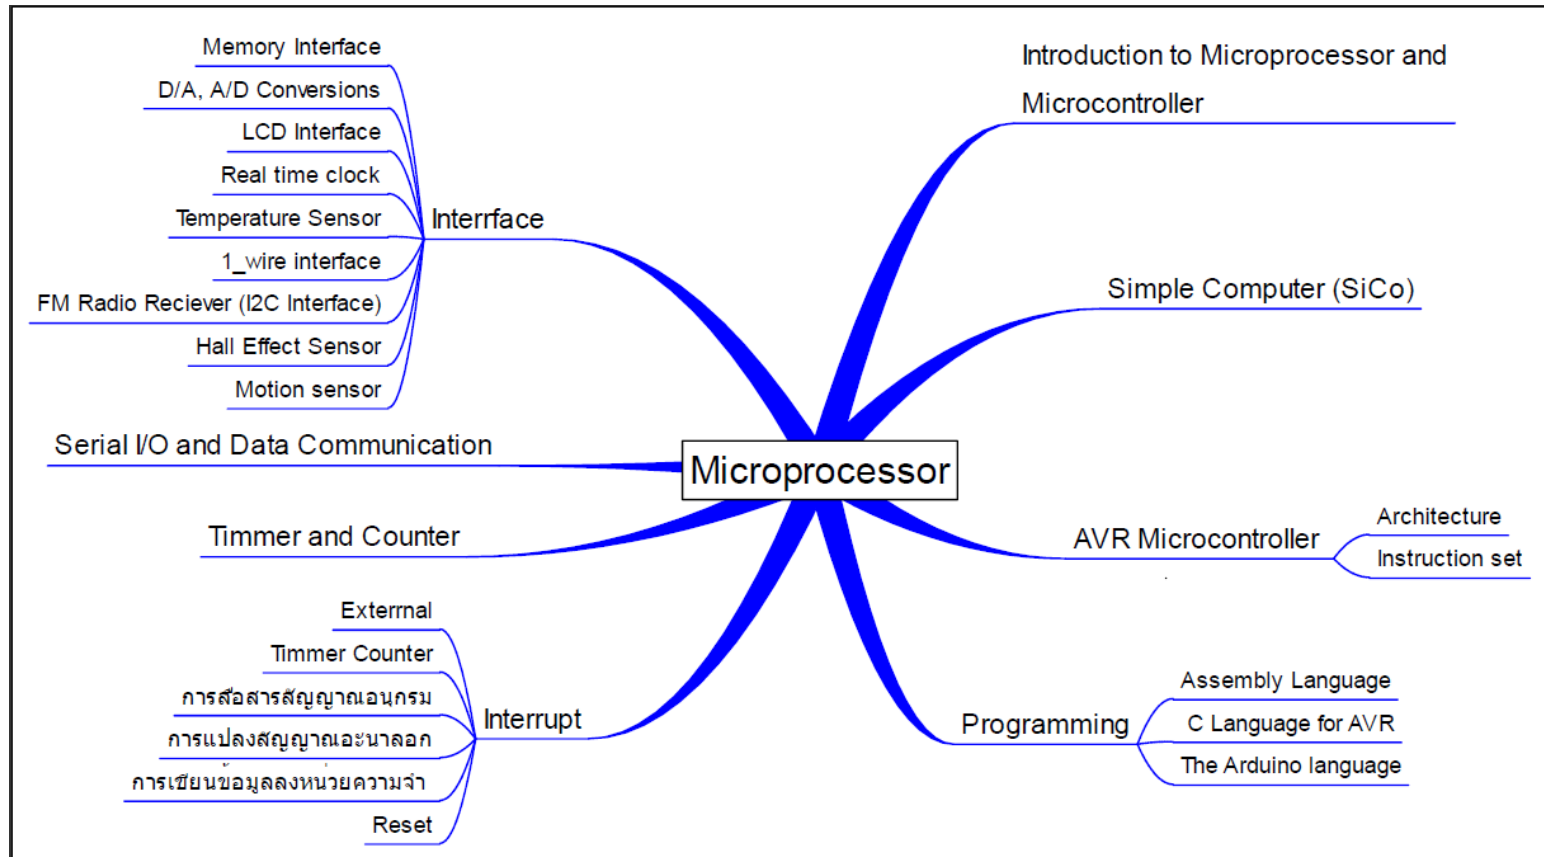 Memory Interface
D/A, A/D Conversions
LCD Interface
Real time clock
Temperature Sensor
1_wire interface
FM Radio Reciever (I2C Interface)
Hall Effect Sensor
Motion sensor
Interrface
Serial I/O and Data Communication
Timmer and Counter
Exterrnal
Timmer Counter
การสื่อสารสัญญาณอนุกรม
การแปลงสัญญาณอะนาลอก
การเขียนข้อมูลลงหน่วยความจำ
Reset
Interrupt
Microprocessor
Introduction to Microprocessor and
Microcontroller
Simple Computer (SiCo)
AVR Microcontroller
Architecture
Instruction set
Programming
Assembly Language
C Language for AVR
The Arduino language